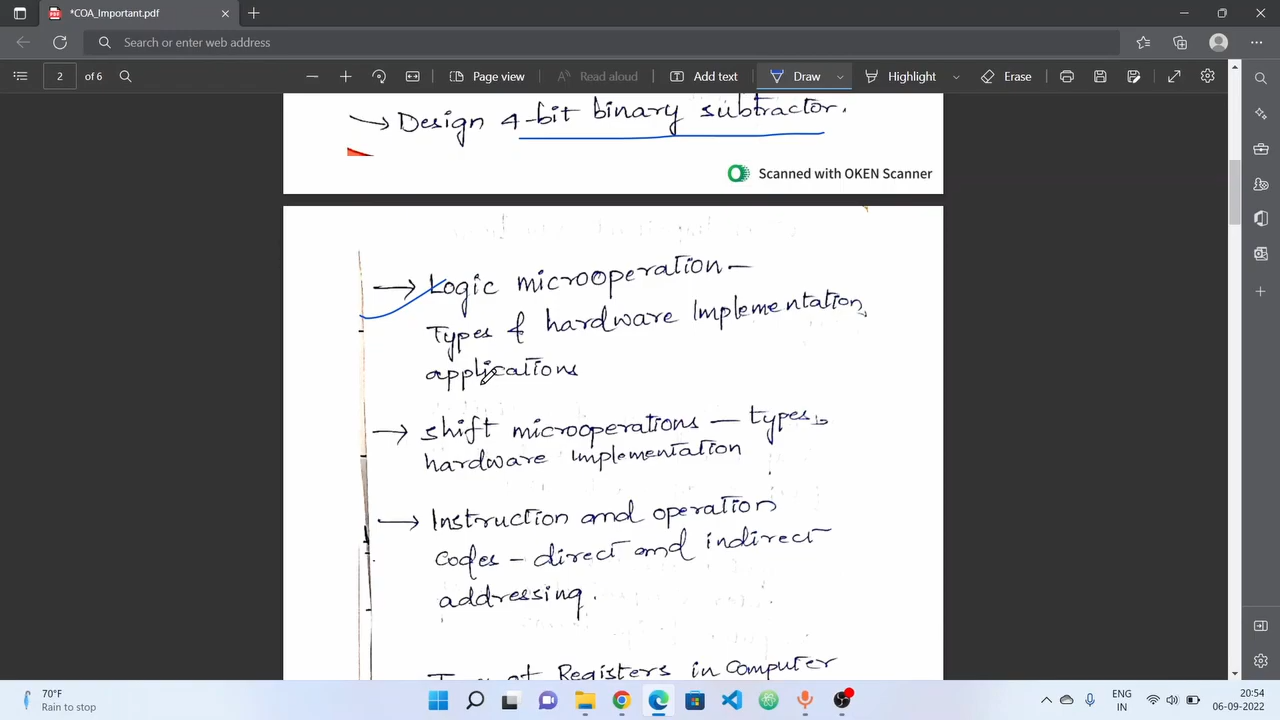 *COA_Important.pdf
Search or enter web address
2 of 6 Page view Read aloud Add text Draw Highlight Erase
→ Design 4-bit binary subtractor.
Scanned with OKEN Scanner
→ Logic microoperation –
Types & hardware Implementation,
applications
→ shift microoperations – types,
hardware implementation
→ Instruction and operation
codes – direct and indirect
addressing.
Registers in computer
70°F
Rain to stop
ENG
IN
20:54
06-09-2022